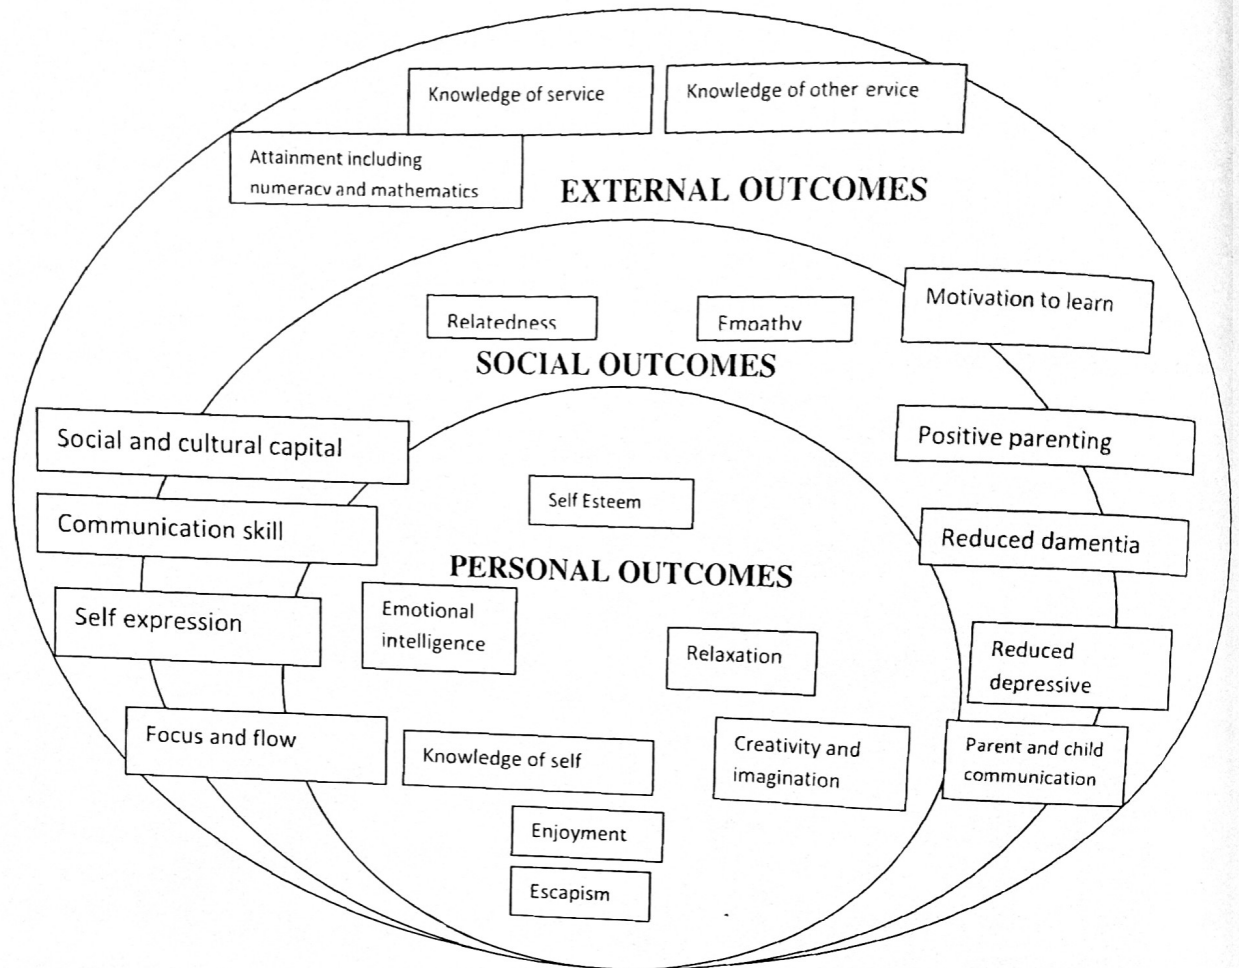 Knowledge of service
Knowledge of other ervice
Attainment including
numeracy and mathematics
EXTERNAL OUTCOMES
Motivation to learn
Relatedness
Empathy
SOCIAL OUTCOMES
Social and cultural capital
Positive parenting
Self Esteem
Communication skill
Reduced damentia
PERSONAL OUTCOMES
Self expression
Emotional
intelligence
Relaxation
Reduced
depressive
Focus and flow
Knowledge of self
Creativity and
imagination
Parent and child
communication
Enjoyment
Escapism